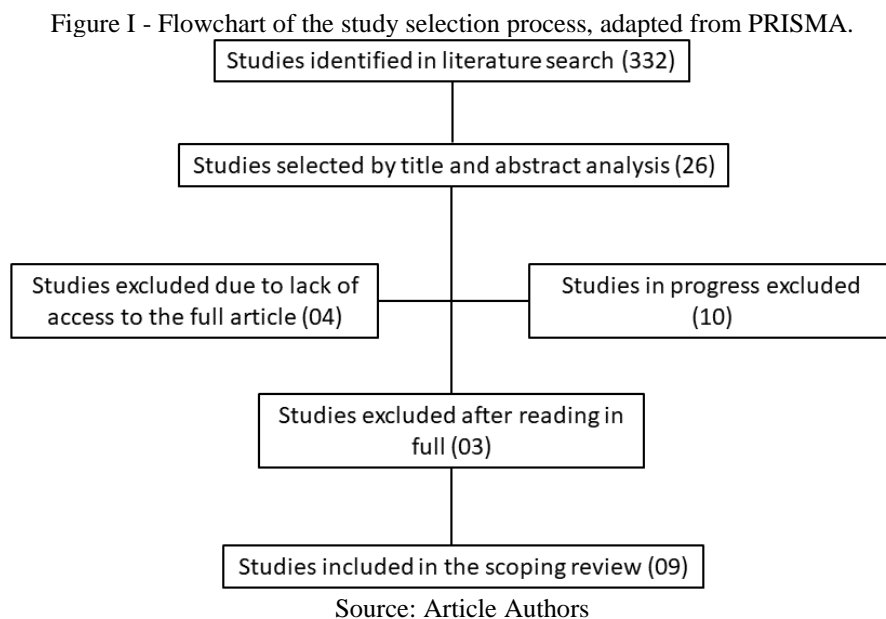 Figure I - Flowchart of the study selection process, adapted from PRISMA.
Studies identified in literature search (332)
Studies selected by title and abstract analysis (26)
Studies excluded due to lack of
access to the full article (04)
Studies in progress excluded
(10)
Studies excluded after reading in
full (03)
Studies included in the scoping review (09)
Source: Article Authors